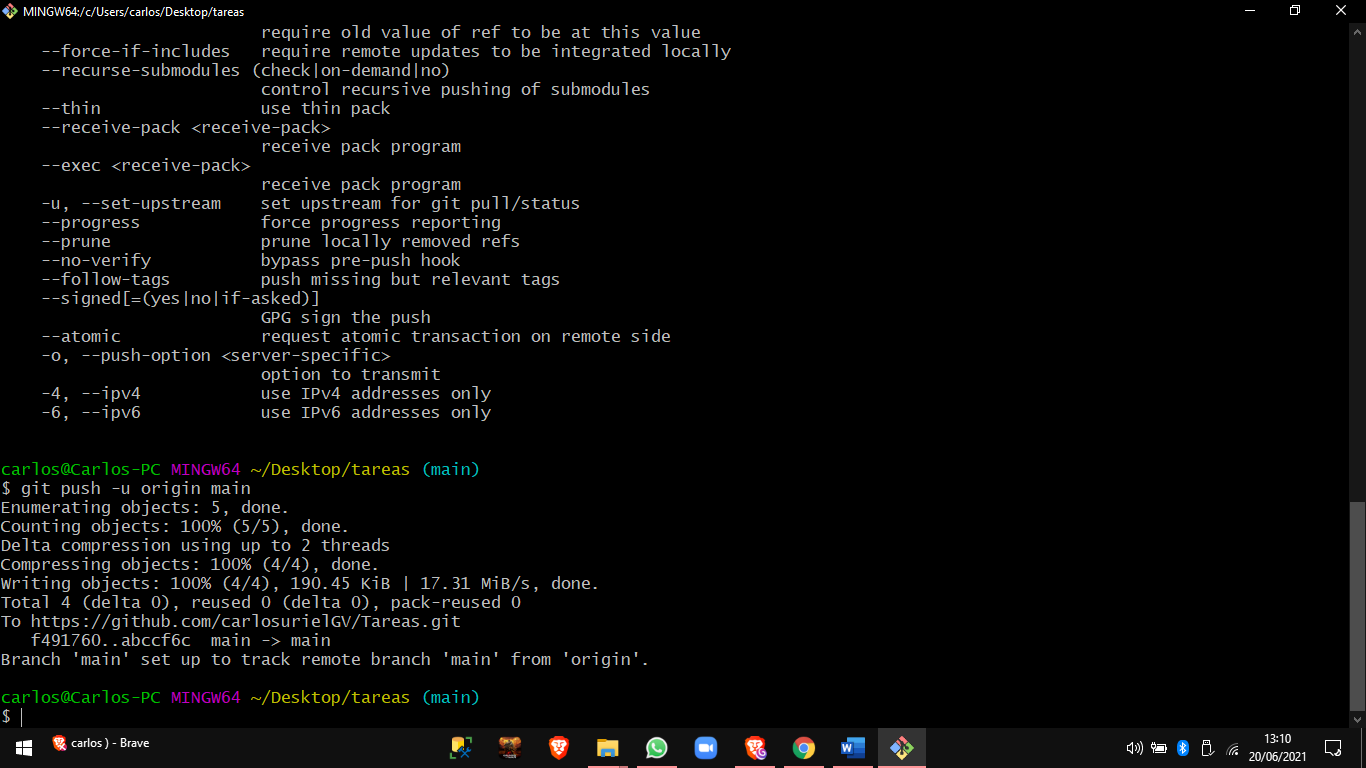 MINGW64:/c/Users/carlos/Desktop/tareas
require old value of ref to be at this value
--force-if-includes require remote updates to be integrated locally
--recurse-submodules (check|on-demand|no)
control recursive pushing of submodules
--thin use thin pack
--receive-pack <receive-pack>
receive pack program
--exec <receive-pack>
receive pack program
-u, --set-upstream set upstream for git pull/status
--progress force progress reporting
--prune prune locally removed refs
--no-verify bypass pre-push hook
--follow-tags push missing but relevant tags
--signed[=(yes|no|if-asked)]
GPG sign the push
--atomic request atomic transaction on remote side
-o, --push-option <server-specific>
option to transmit
-4, --ipv4 use IPv4 addresses only
-6, --ipv6 use IPv6 addresses only
carlos@Carlos-PC MINGW64 ~/Desktop/tareas (main)
$ git push -u origin main
Enumerating objects: 5, done.
Counting objects: 100% (5/5), done.
Delta compression using up to 2 threads
Compressing objects: 100% (4/4), done.
Writing objects: 100% (4/4), 190.45 KiB | 17.31 MiB/s, done.
Total 4 (delta 0), reused 0 (delta 0), pack-reused 0
To https://github.com/carlosurielGV/Tareas.git
f491760..abccf6c main -> main
Branch 'main' set up to track remote branch 'main' from 'origin'.
carlos@Carlos-PC MINGW64 ~/Desktop/tareas (main)
$
carlos ) - Brave
13:10
20/06/2021